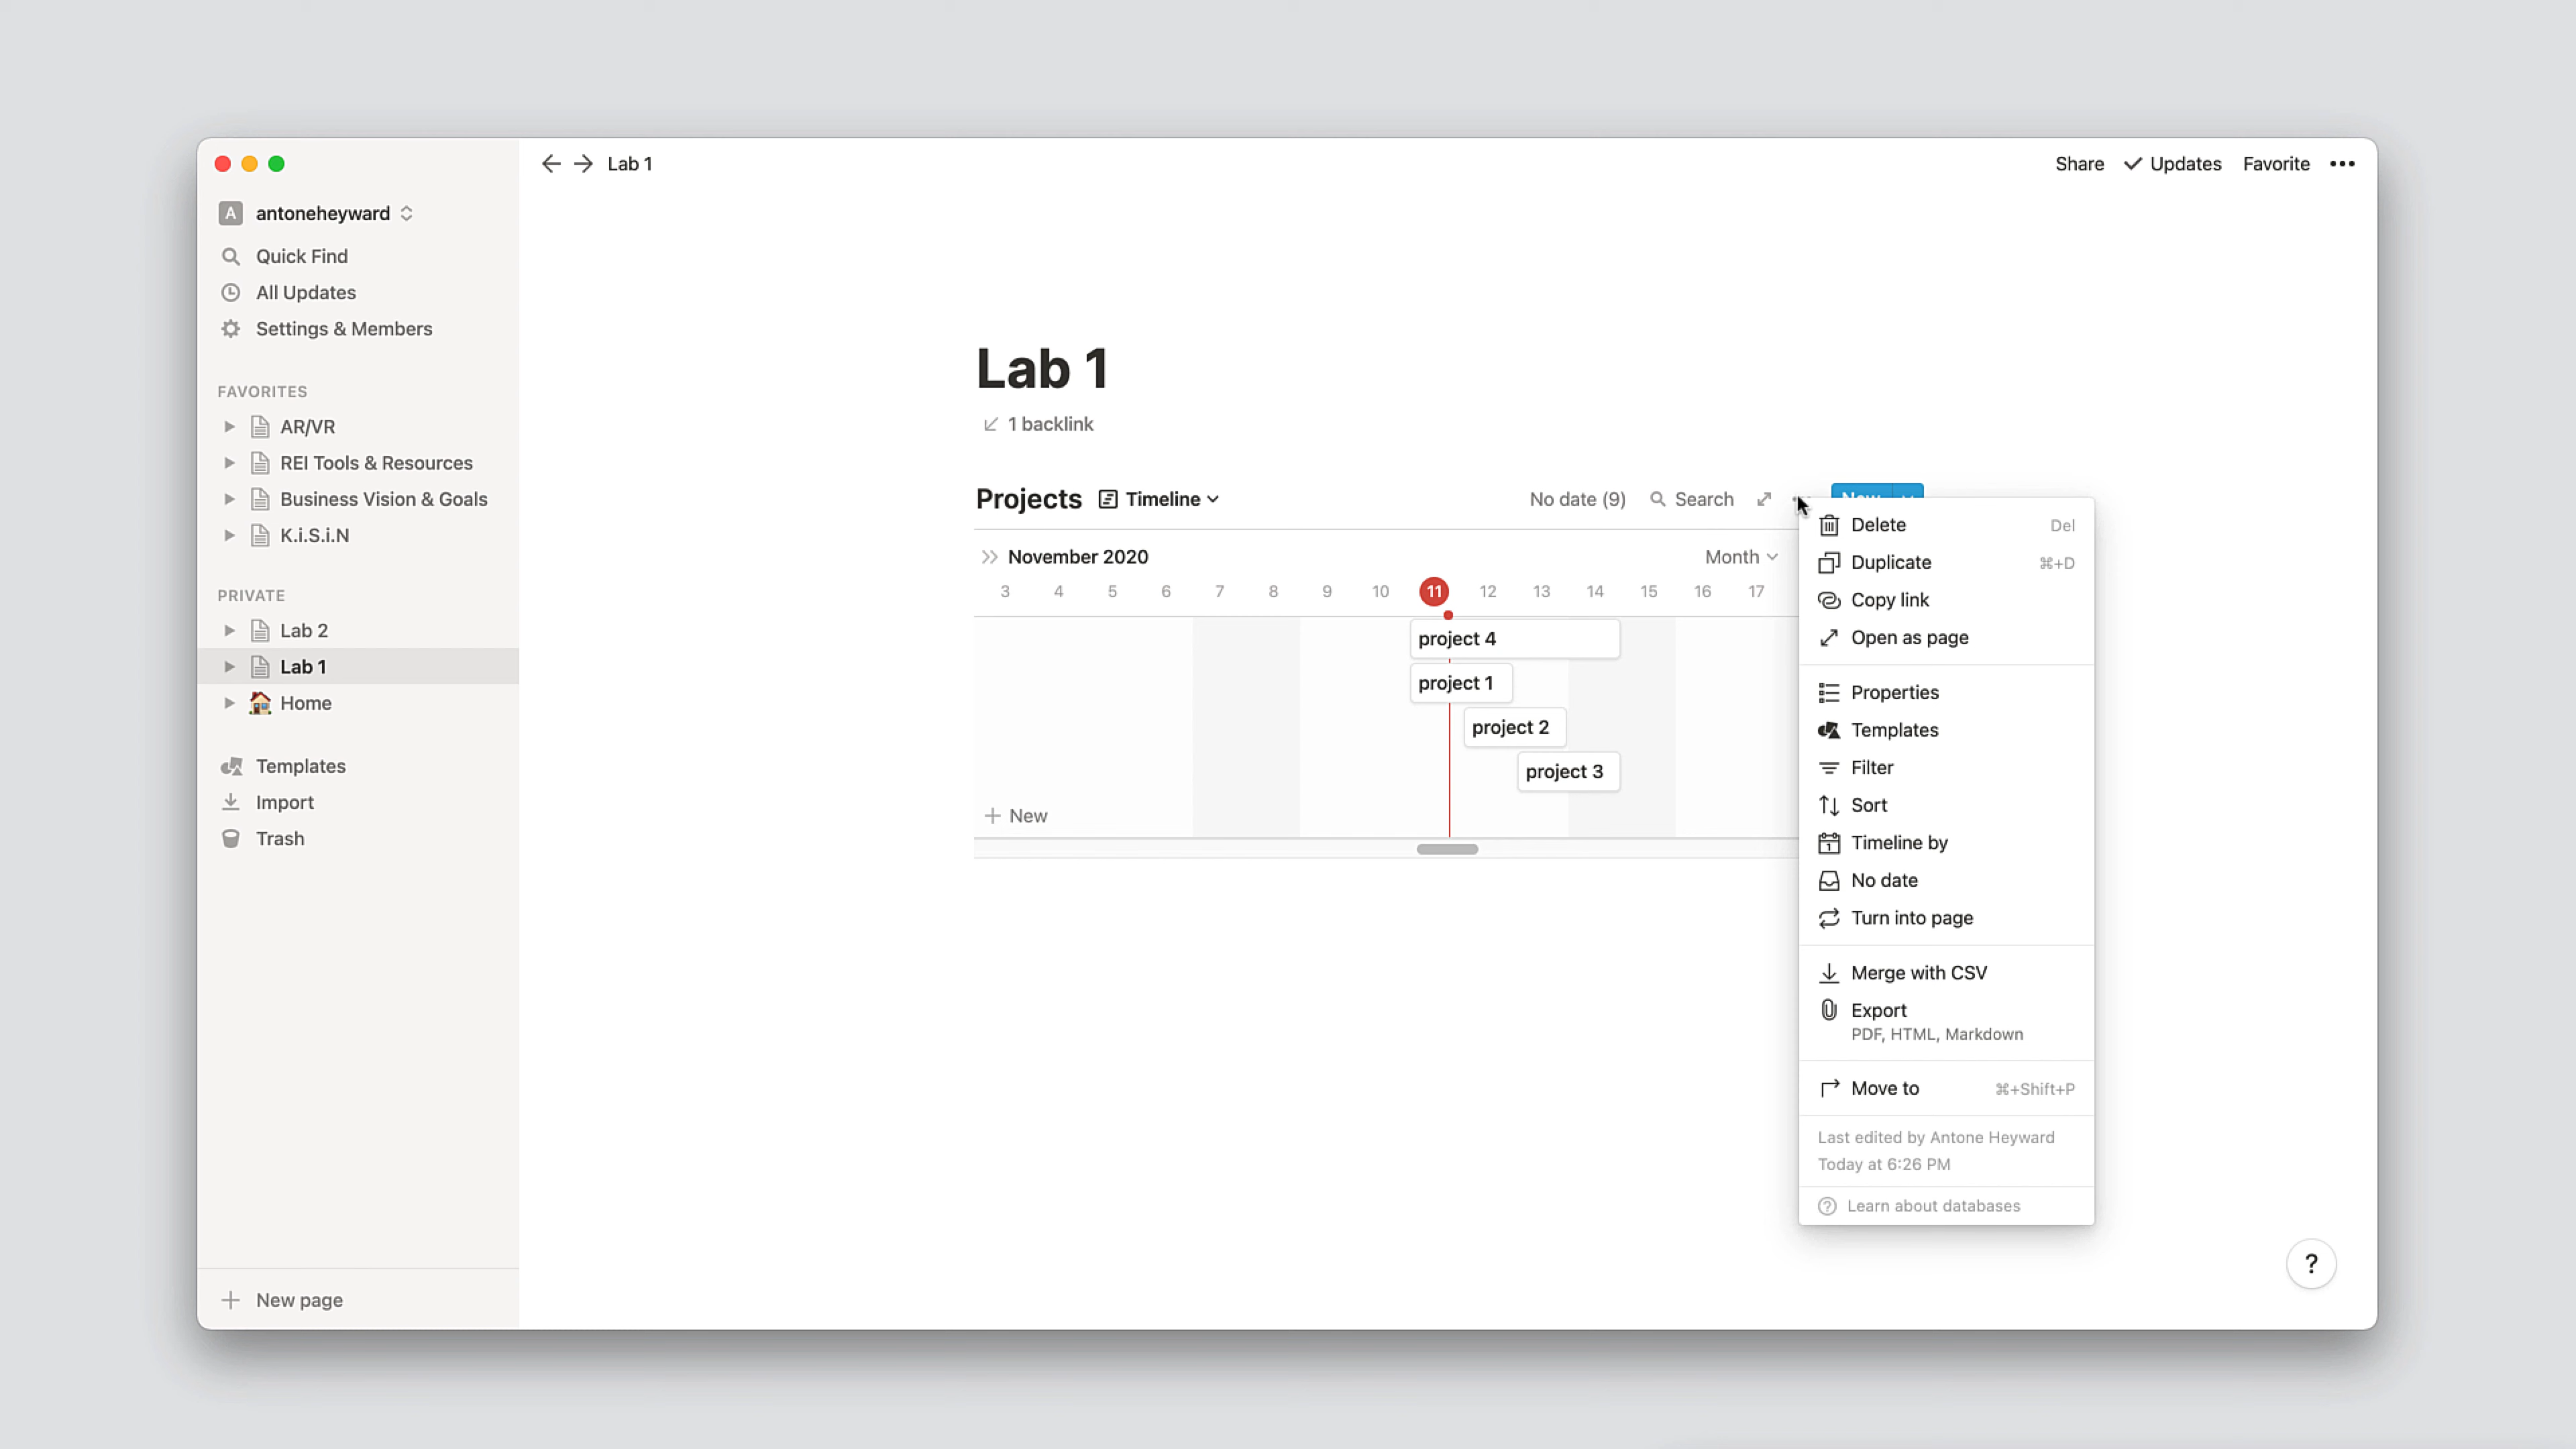 A antoneheyward
Quick Find
All Updates
Settings & Members
FAVORITES
AR/VR
REI Tools & Resources
Business Vision & Goals
K.i.S.i.N
PRIVATE
Lab 2
Lab 1
Home
Templates
Import
Trash
New page
Lab 1
Share Updates Favorite
Lab 1
1 backlink
Projects Timeline No date (9) Search
November 2020 Month
3 4 5 6 7 8 9 10 11 12 13 14 15 16 17
project 4
project 1
project 2
project 3
New
Delete Del
Duplicate ⌘+D
Copy link
Open as page
Properties
Templates
Filter
Sort
Timeline by
No date
Turn into page
Merge with CSV
Export
PDF, HTML, Markdown
Move to ⌘+Shift+P
Last edited by Antone Heyward
Today at 6:26 PM
? Learn about databases
?